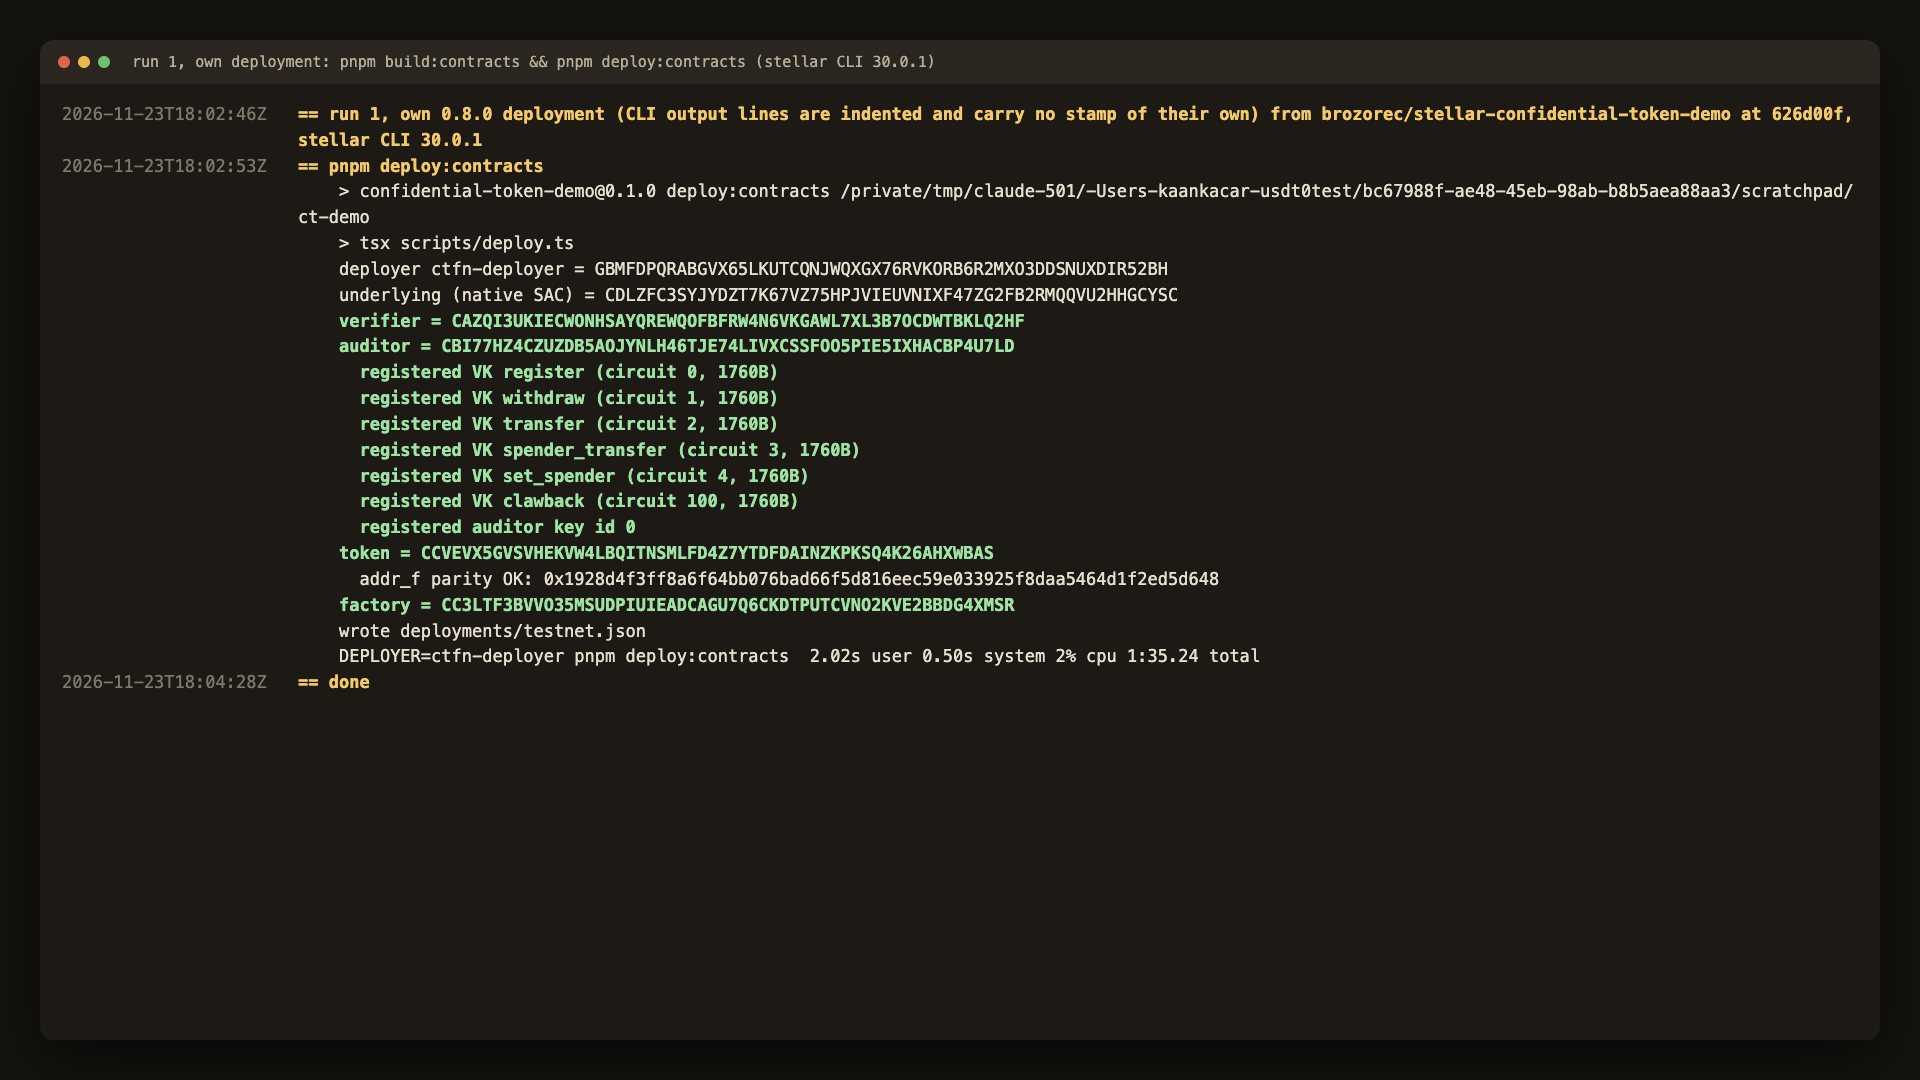 run 1, own deployment: pnpm build:contracts && pnpm deploy:contracts (stellar CLI 30.0.1)
2026-11-23T18:02:46Z == run 1, own 0.8.0 deployment (CLI output lines are indented and carry no stamp of their own) from brozorec/stellar-confidential-token-demo at 626d00f,
stellar CLI 30.0.1
2026-11-23T18:02:53Z == pnpm deploy:contracts
> confidential-token-demo@0.1.0 deploy:contracts /private/tmp/claude-501/-Users-kaankacar-usdt0test/bc67988f-ae48-45eb-98ab-b8b5aea88aa3/scratchpad/
ct-demo
> tsx scripts/deploy.ts
deployer ctfn-deployer = GBMFDPQRABGVX65LKUTCQNJWQXGX76RVKORB6R2MXO3DDSNUXDIR52BH
underlying (native SAC) = CDLZFC3SYJYDZT7K67VZ75HPJVIEUVNIXF47ZG2FB2RMQQVU2HHGCYSC
verifier = CAZQI3UKIECWONHSAYQREWQOFBFRW4N6VKGAWL7XL3B7OCDWTBKLQ2HF
auditor = CBI77HZ4CZUZDB5AOJYNLH46TJE74LIVXCSSFOO5PIE5IXHACBP4U7LD
registered VK register (circuit 0, 1760B)
registered VK withdraw (circuit 1, 1760B)
registered VK transfer (circuit 2, 1760B)
registered VK spender_transfer (circuit 3, 1760B)
registered VK set_spender (circuit 4, 1760B)
registered VK clawback (circuit 100, 1760B)
registered auditor key id 0
token = CCVEVX5GVSVHEKVW4LBQITNSMLFD4Z7YTDFDAINZKPKSQ4K26AHXWBAS
addr_f parity OK: 0x1928d4f3ff8a6f64bb076bad66f5d816eec59e033925f8daa5464d1f2ed5d648
factory = CC3LTF3BVVO35MSUDPIUIEADCAGU7Q6CKDTPUTCVNO2KVE2BBDG4XMSR
wrote deployments/testnet.json
DEPLOYER=ctfn-deployer pnpm deploy:contracts  2.02s user 0.50s system 2% cpu 1:35.24 total
2026-11-23T18:04:28Z == done